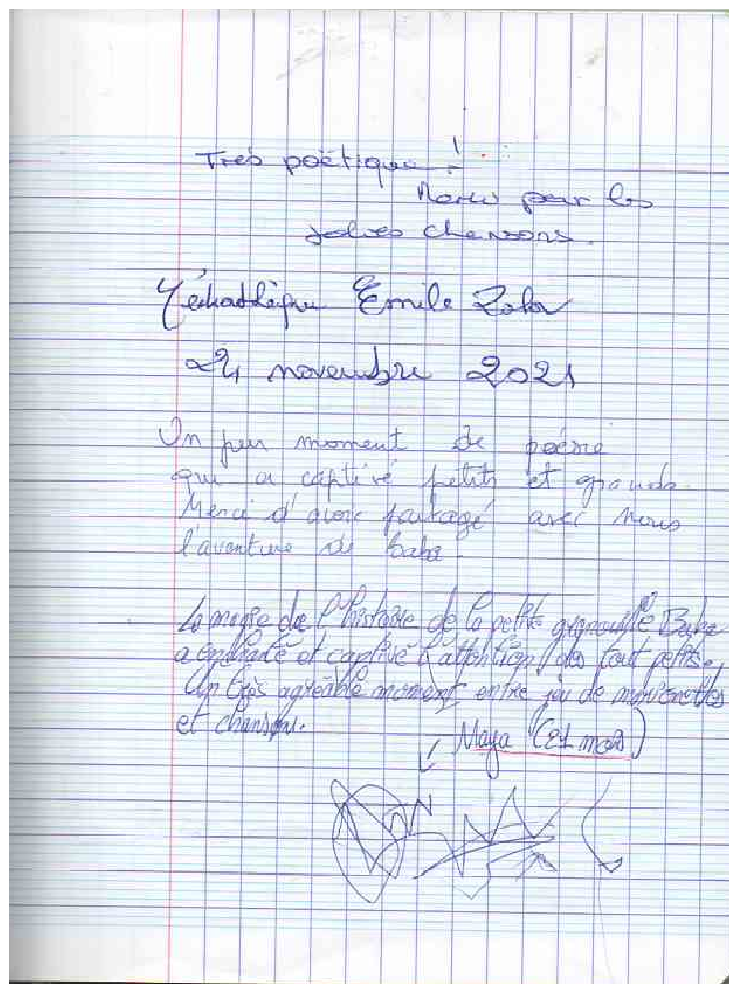 Très poétique !
Merci pour les
jolies chansons.
Médiathèque Emile Zola
24 novembre 2021
Un pur moment de poésie
qui a captivé petits et grands.
Merci d'avoir partagé avec nous
l'aventure de Baba.
La magie de l'histoire de la petite grenouille Baba
a enchanté et captivé l'attention des tout petits.
Un très agréable moment entre jeu de marionnettes
et chanson.
Maya (21 mois)